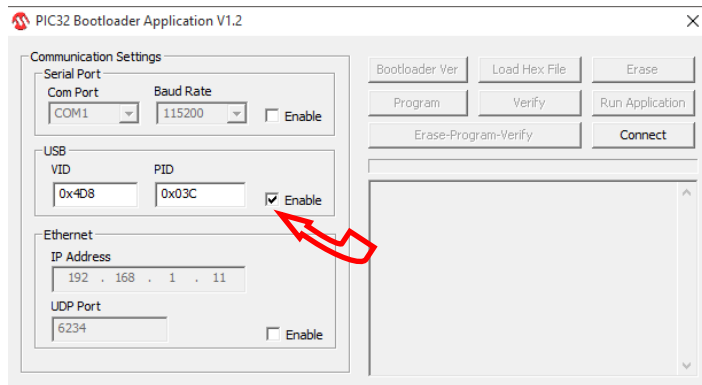 PIC32 Bootloader Application V1.2
Communication Settings
Serial Port
Com Port Baud Rate
COM1 115200 Enable
USB
VID PID
0x4D8 0x03C Enable
Ethernet
IP Address
192 . 168 . 1 . 11
UDP Port
6234 Enable
Bootloader Ver Load Hex File Erase
Program Verify Run Application
Erase-Program-Verify Connect